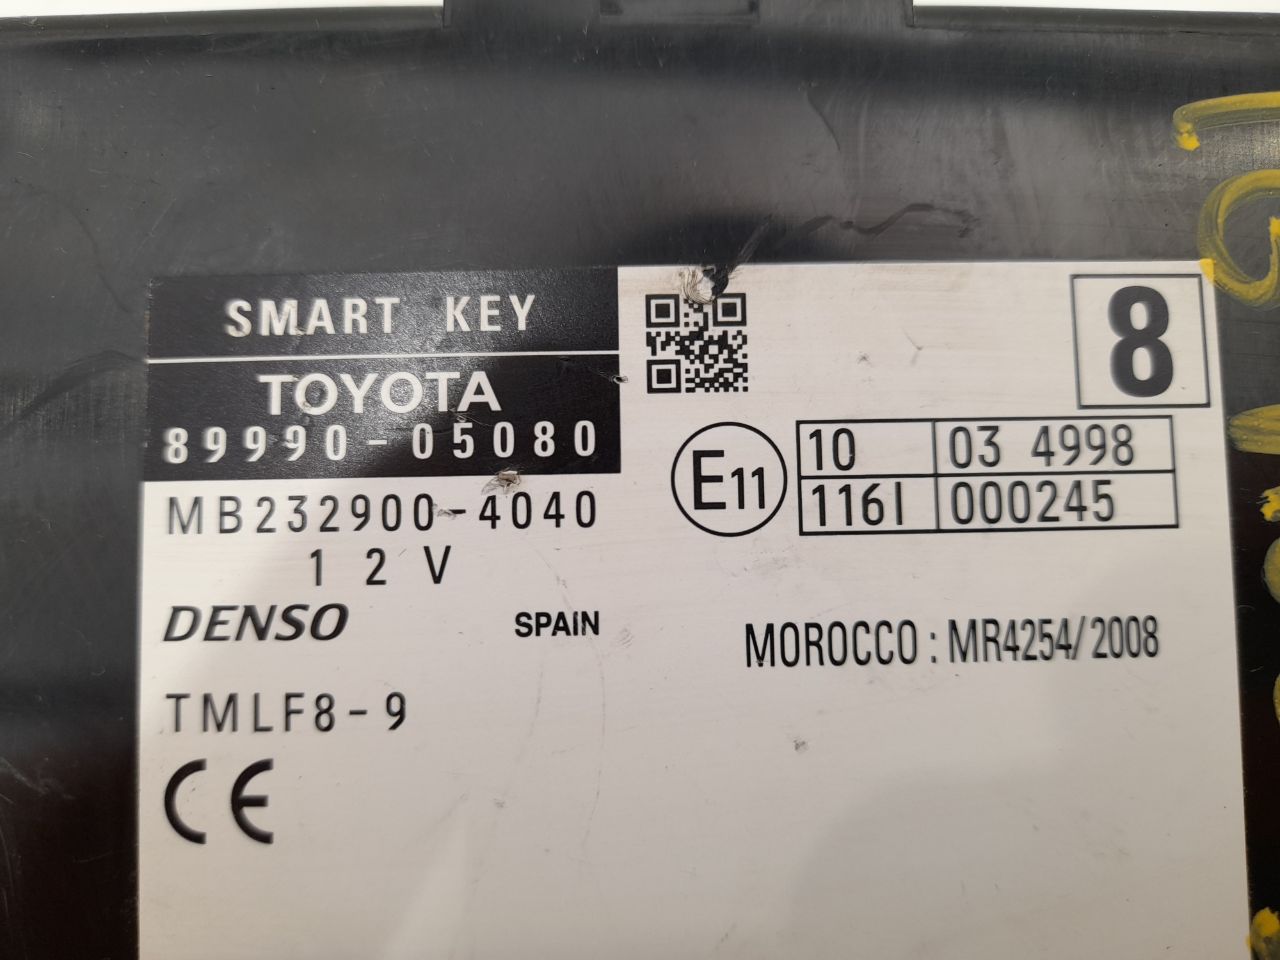 SMART KEY
TOYOTA
89990-05080
MB232900-4040
12V
DENSO SPAIN
TMLF8-9
CE
8
E11
10 03 4998
116I 000245
MOROCCO : MR4254/2008